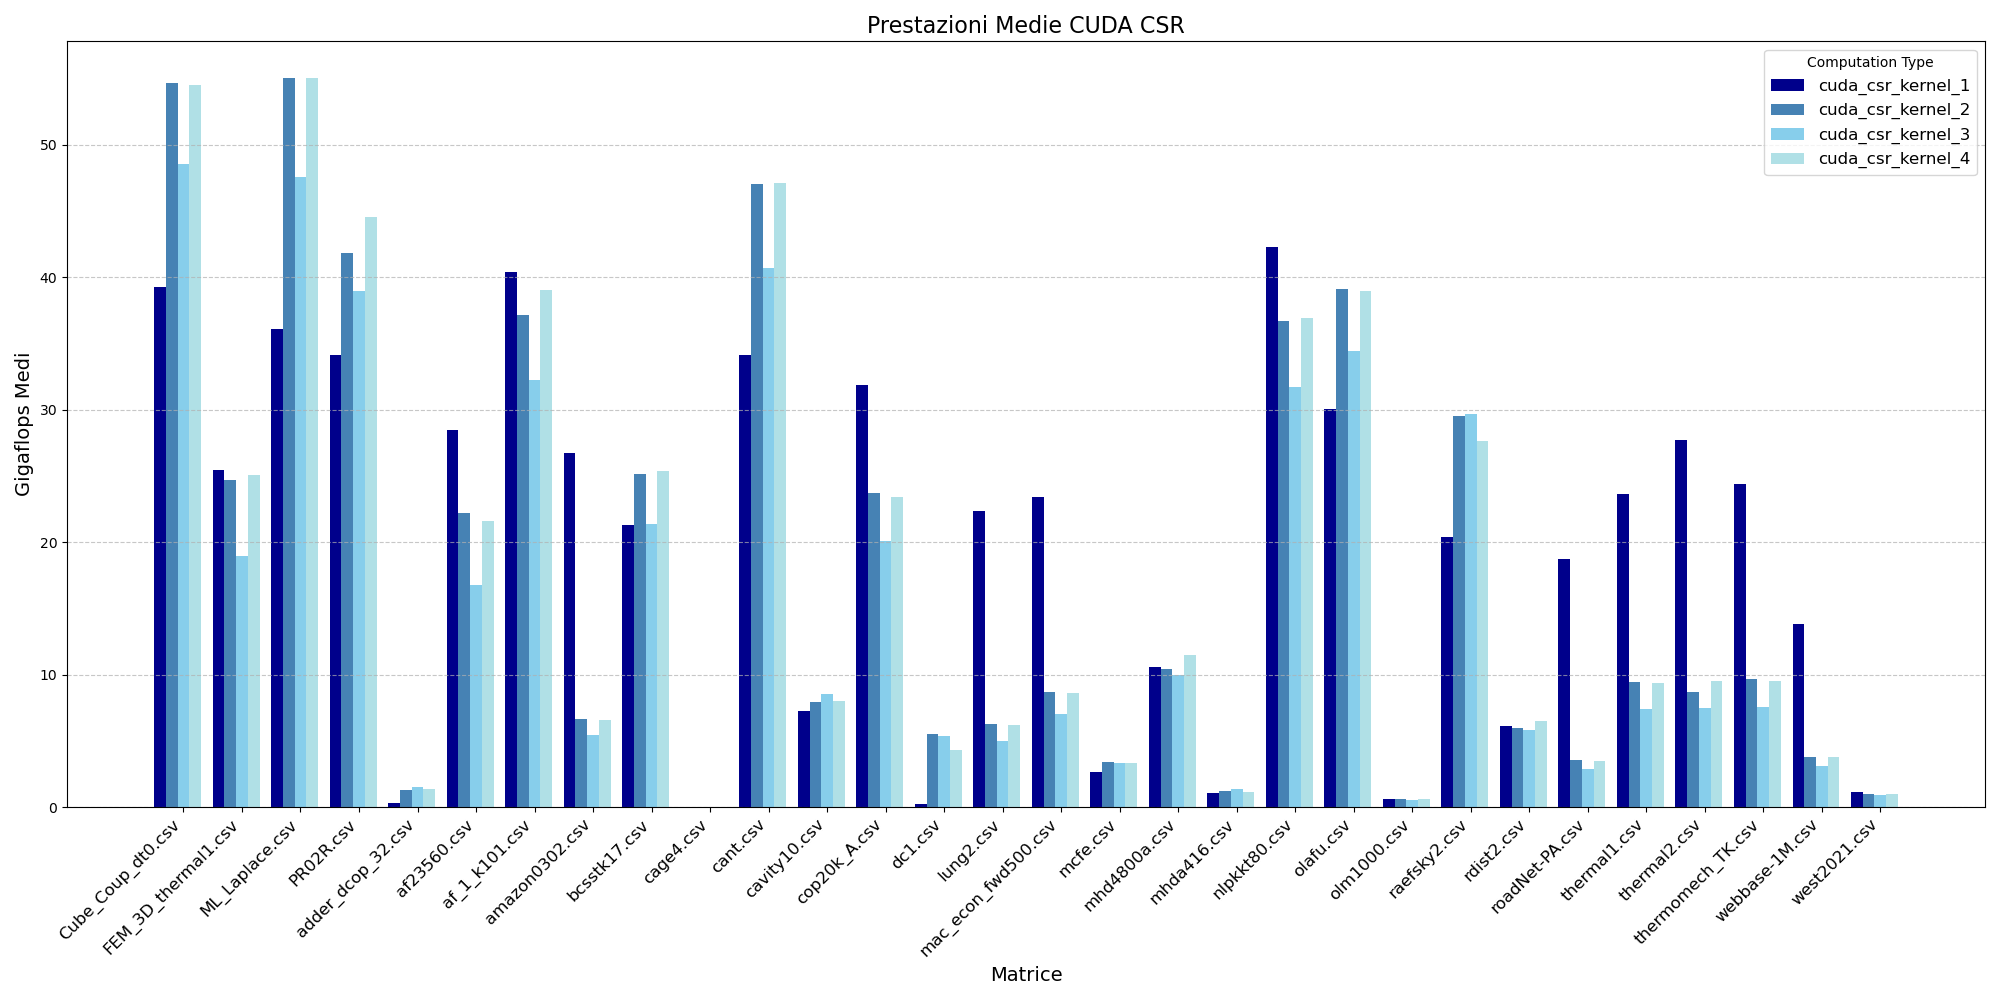 Prestazioni Medie CUDA CSR
Computation Type
cuda_csr_kernel_1
cuda_csr_kernel_2
cuda_csr_kernel_3
cuda_csr_kernel_4
Gigaflops Medi
50
40
30
20
10
0
Cube_Coup_dt0.csv
FEM_3D_thermal1.csv
ML_Laplace.csv
PR02R.csv
adder_dcop_32.csv
af23560.csv
af_1_k101.csv
amazon0302.csv
bcsstk17.csv
cage4.csv
cant.csv
cavity10.csv
cop20k_A.csv
dc1.csv
lung2.csv
mac_econ_fwd500.csv
mcfe.csv
mhd4800a.csv
mhda416.csv
nlpkkt80.csv
olafu.csv
olm1000.csv
raefsky2.csv
rdist2.csv
roadNet-PA.csv
thermal1.csv
thermal2.csv
thermomech_TK.csv
webbase-1M.csv
west2021.csv
Matrice